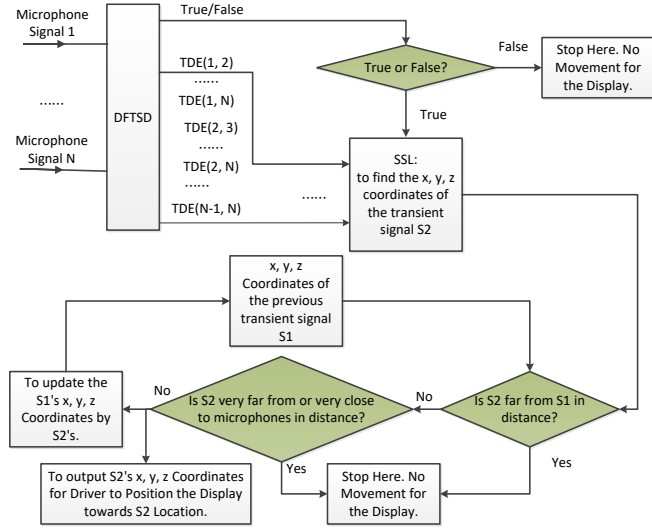 Microphone
Signal 1
......
Microphone
Signal N
DFTSD
True/False
TDE(1, 2)
......
TDE(1, N)
TDE(2, 3)
......
TDE(2, N)
......
TDE(N-1, N)
......
True or False?
False
Stop Here. No
Movement for
the Display.
True
SSL:
to find the x, y, z
coordinates of
the transient
signal S2
x, y, z
Coordinates of
the previous
transient signal
S1
Is S2 far from S1 in
distance?
No
Yes
Is S2 very far from or very close
to microphones in distance?
No
Yes
To update the
S1's x, y, z
Coordinates by
S2's.
To output S2's x, y, z Coordinates
for Driver to Position the Display
towards S2 Location.
Stop Here. No
Movement for
the Display.